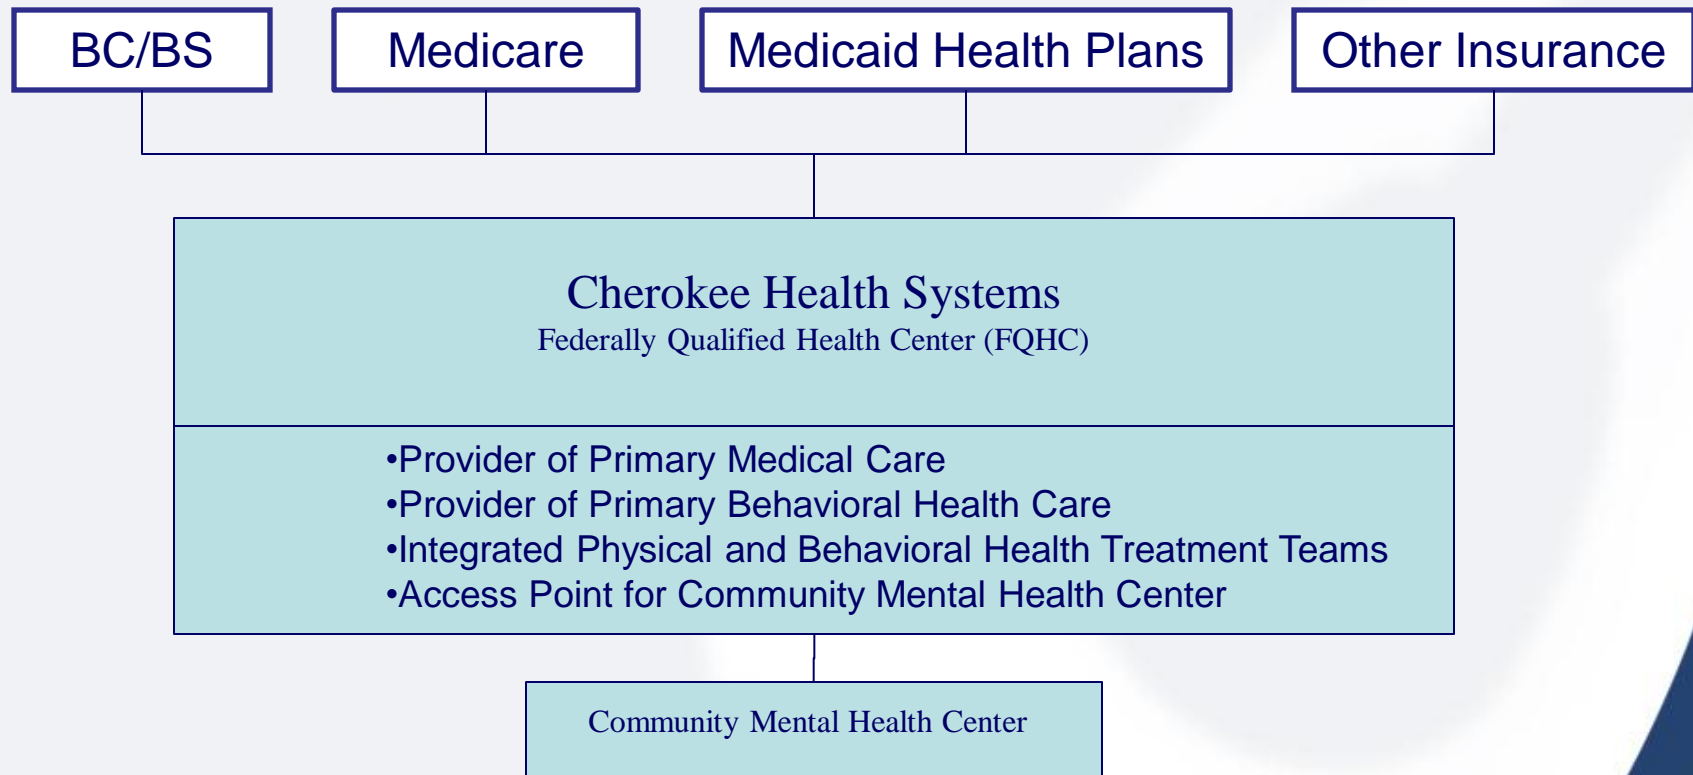 BC/BS
Medicare
Medicaid Health Plans
Other Insurance
Cherokee Health Systems
Federally Qualified Health Center (FQHC)
•Provider of Primary Medical Care
•Provider of Primary Behavioral Health Care
•Integrated Physical and Behavioral Health Treatment Teams
•Access Point for Community Mental Health Center
Community Mental Health Center